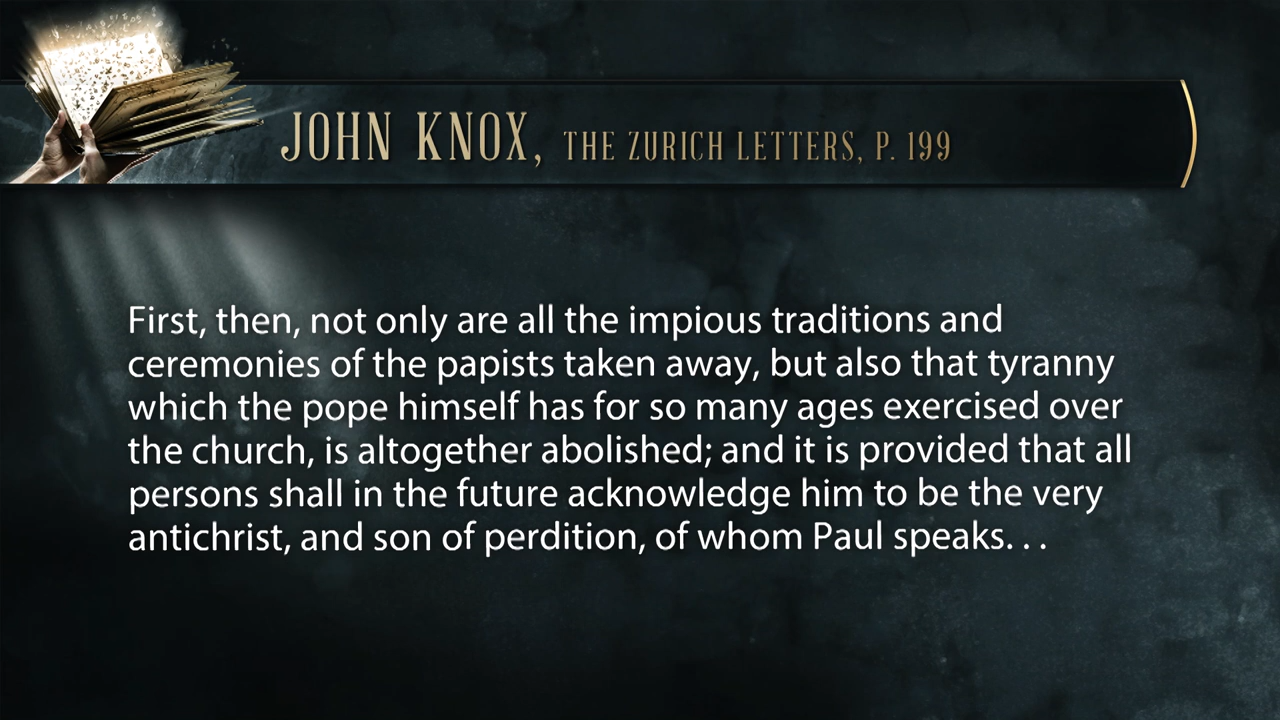 JOHN KNOX, THE ZURICH LETTERS, P. 199
First, then, not only are all the impious traditions and
ceremonies of the papists taken away, but also that tyranny
which the pope himself has for so many ages exercised over
the church, is altogether abolished; and it is provided that all
persons shall in the future acknowledge him to be the very
antichrist, and son of perdition, of whom Paul speaks. . .